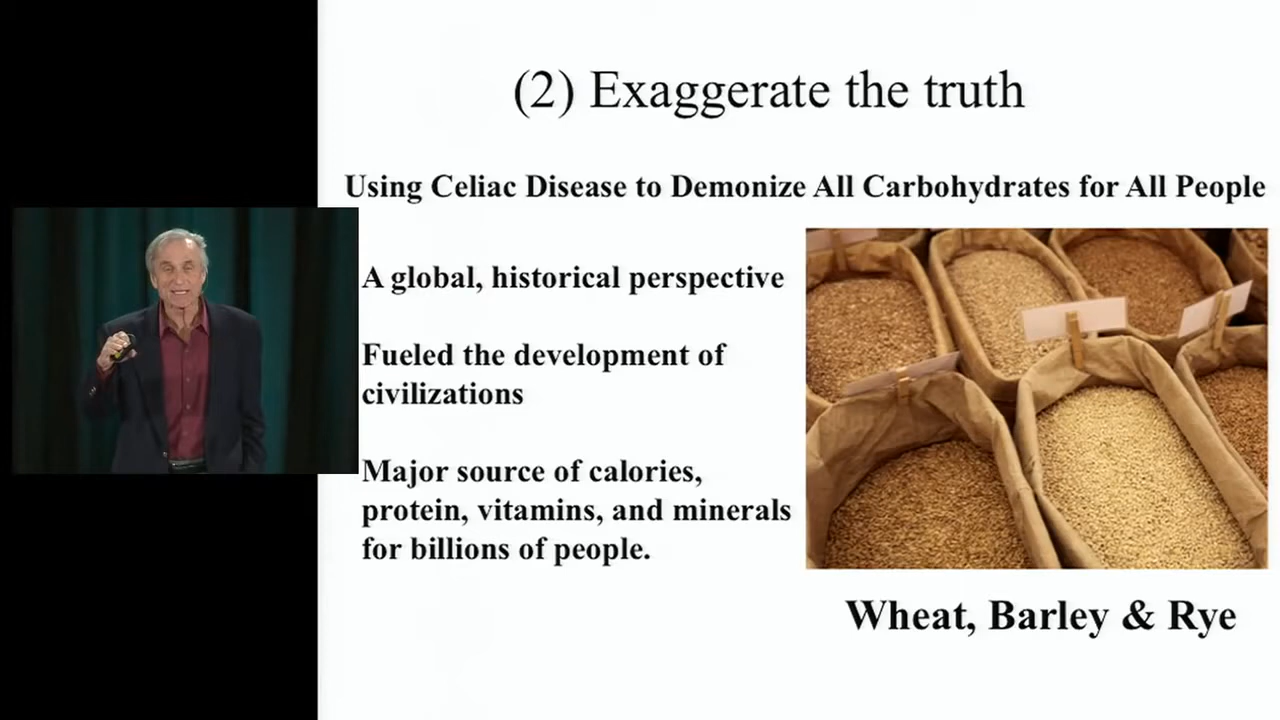 (2) Exaggerate the truth
Using Celiac Disease to Demonize All Carbohydrates for All People
A global, historical perspective
Fueled the development of
civilizations
Major source of calories,
protein, vitamins, and minerals
for billions of people.
Wheat, Barley & Rye